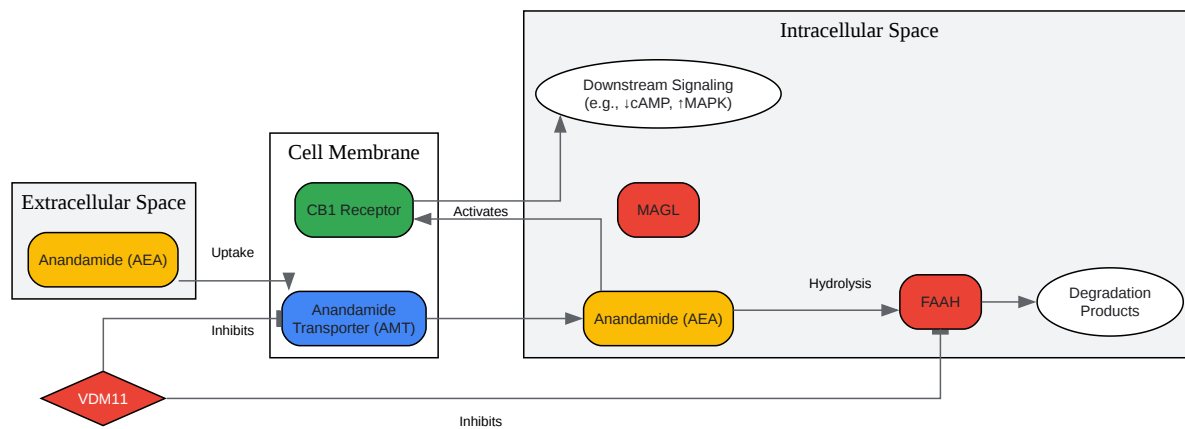 Intracellular Space
Downstream Signaling
(e.g., ↓cAMP, ↑MAPK)
Cell Membrane
Extracellular Space
CB1 Receptor
Activates
MAGL
Anandamide (AEA)
Uptake
Hydrolysis
Anandamide
Transporter (AMT)
Anandamide (AEA)
FAAH
Degradation
Products
Inhibits
VDM11
Inhibits